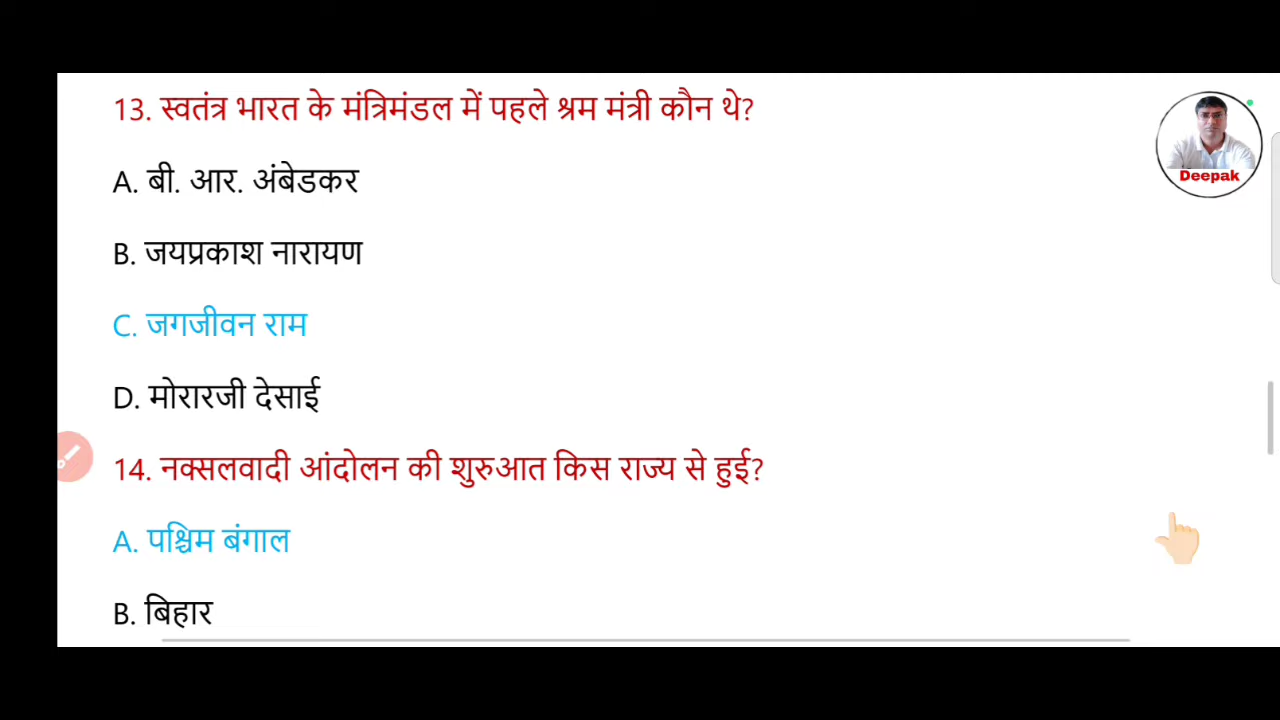 13. स्वतंत्र भारत के मंत्रिमंडल में पहले श्रम मंत्री कौन थे?
A. बी. आर. अंबेडकर
B. जयप्रकाश नारायण
C. जगजीवन राम
D. मोरारजी देसाई
14. नक्सलवादी आंदोलन की शुरुआत किस राज्य से हुई?
A. पश्चिम बंगाल
B. बिहार
Deepak